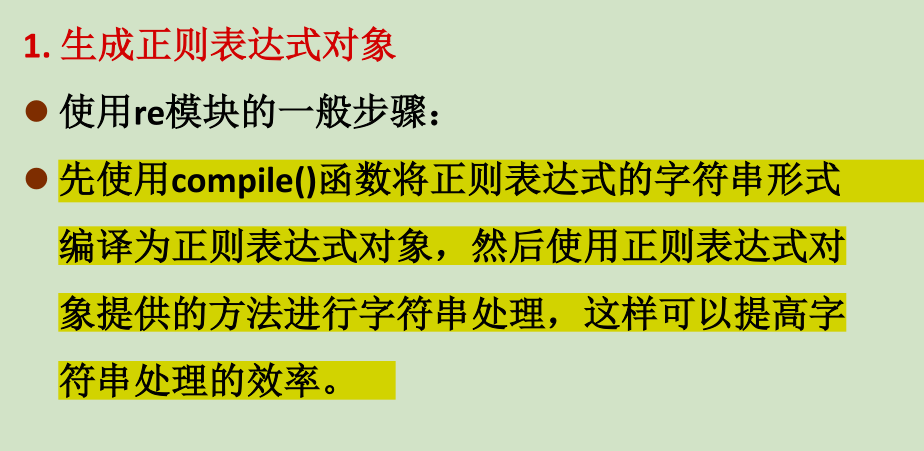 1. 生成正则表达式对象
● 使用re模块的一般步骤：
● 先使用compile()函数将正则表达式的字符串形式
编译为正则表达式对象，然后使用正则表达式对
象提供的方法进行字符串处理，这样可以提高字
符串处理的效率。